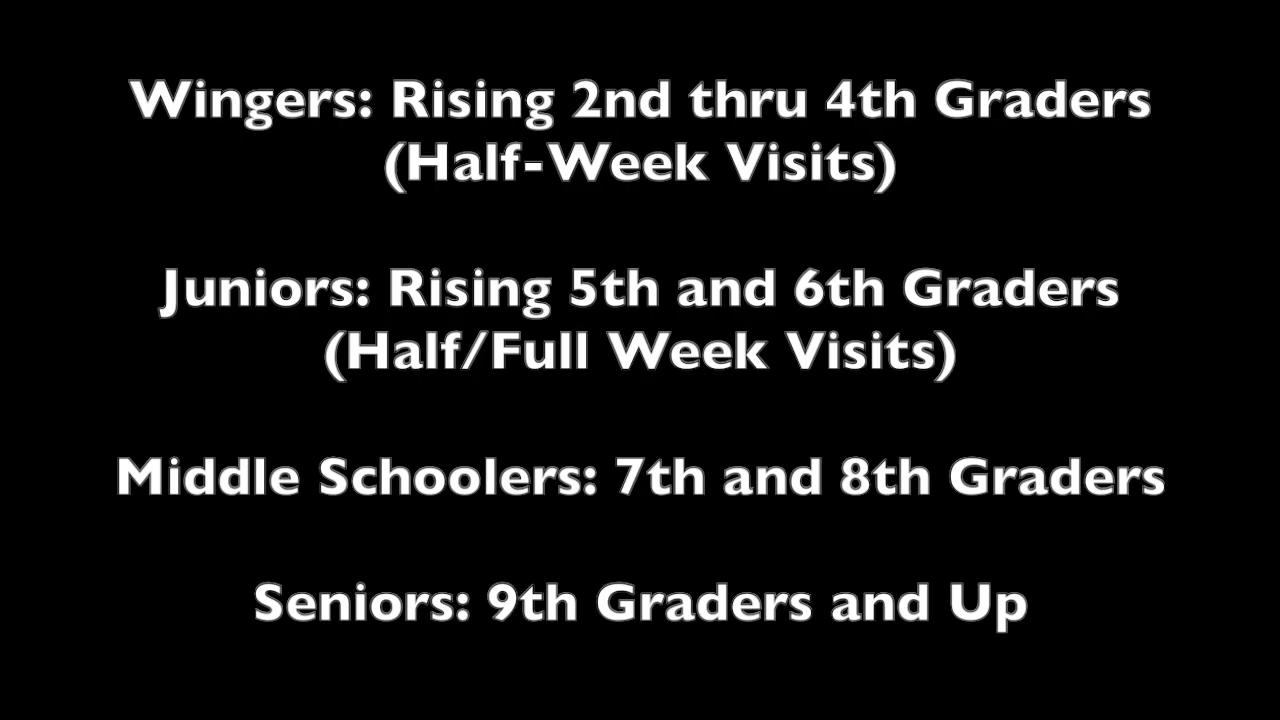 Wingers: Rising 2nd thru 4th Graders
(Half-Week Visits)
Juniors: Rising 5th and 6th Graders
(Half/Full Week Visits)
Middle Schoolers: 7th and 8th Graders
Seniors: 9th Graders and Up